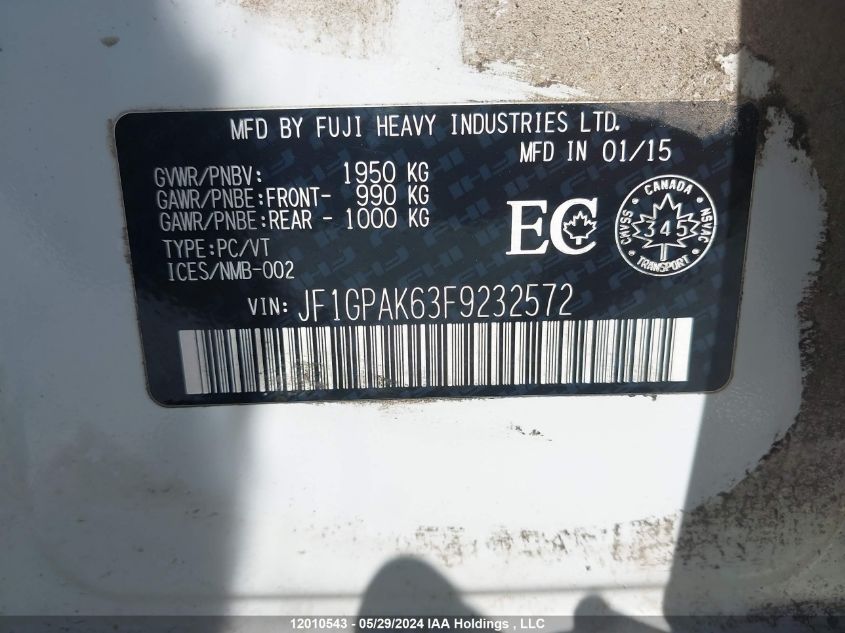 MFD BY FUJI HEAVY INDUSTRIES LTD.
MFD IN 01/15
GVWR/PNBV: 1950 KG
GAWR/PNBE:FRONT- 990 KG
GAWR/PNBE:REAR - 1000 KG
TYPE:PC/VT
ICES/NMB-002
EC
CANADA
CMVSS 345 NSVAC
TRANSPORT
VIN: JF1GPAK63F9232572
12010543 - 05/29/2024 IAA Holdings , LLC